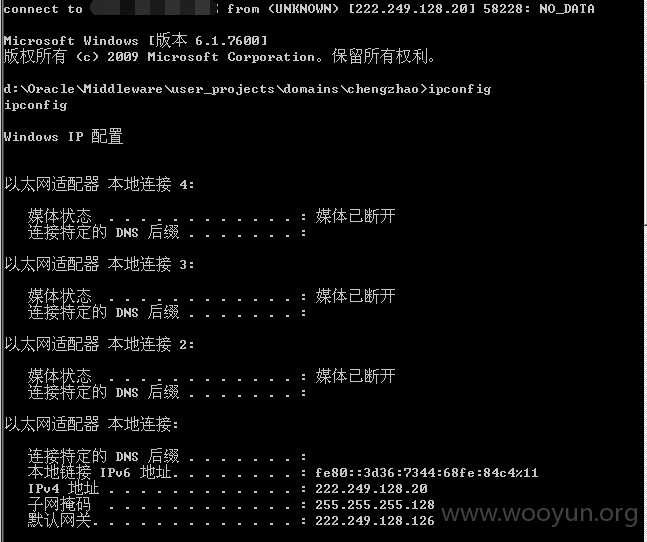 connect to from (UNKNOWN) [222.249.128.20] 58228: NO_DATA
Microsoft Windows [版本 6.1.7600]
版权所有 (c) 2009 Microsoft Corporation。保留所有权利。
d:\Oracle\Middleware\user_projects\domains\chengzhao>ipconfig
ipconfig
Windows IP 配置
以太网适配器 本地连接 4:
媒体状态 . . . . . . . . . . . . : 媒体已断开
连接特定的 DNS 后缀 . . . . . . . :
以太网适配器 本地连接 3:
媒体状态 . . . . . . . . . . . . : 媒体已断开
连接特定的 DNS 后缀 . . . . . . . :
以太网适配器 本地连接 2:
媒体状态 . . . . . . . . . . . . : 媒体已断开
连接特定的 DNS 后缀 . . . . . . . :
以太网适配器 本地连接:
连接特定的 DNS 后缀 . . . . . . . :
本地链接 IPv6 地址. . . . . . . . : fe80::3d36:7344:68fe:84c4%11
IPv4 地址 . . . . . . . . . . . . : 222.249.128.20
子网掩码 . . . . . . . . . . . . : 255.255.255.128
默认网关. . . . . . . . . . . . . : 222.249.128.126
www.wooyun.org